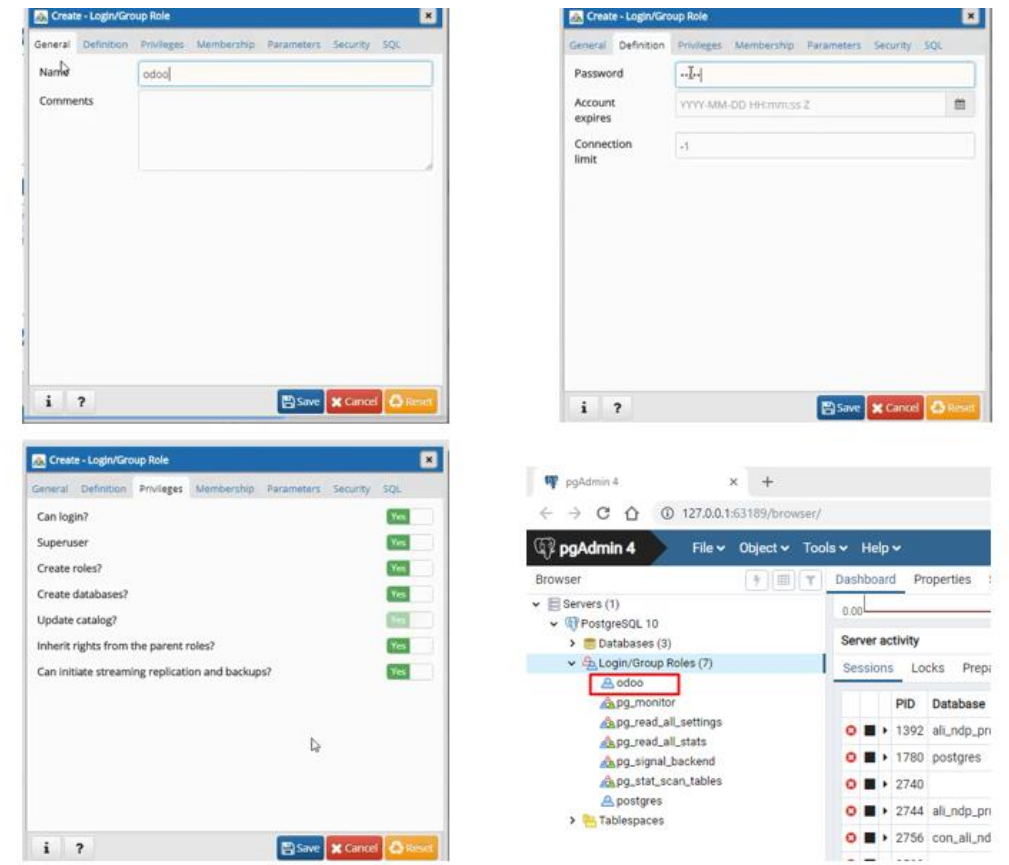 Create - Login/Group Role
General Definition Privileges Membership Parameters Security SQL
Name odoo
Comments
i ? Save Cancel Reset
Create - Login/Group Role
General Definition Privileges Membership Parameters Security SQL
Password
Account expires YYYY-MM-DD HH:mm:ss Z
Connection limit -1
i ? Save Cancel Reset
Create - Login/Group Role
General Definition Privileges Membership Parameters Security SQL
Can login? Yes
Superuser Yes
Create roles? Yes
Create databases? Yes
Update catalog? Yes
Inherit rights from the parent roles? Yes
Can initiate streaming replication and backups? Yes
i ? Save Cancel Reset
pgAdmin 4
127.0.0.1:63189/browser/
pgAdmin 4 File Object Tools Help
Browser
Servers (1)
PostgreSQL 10
Databases (3)
Login/Group Roles (7)
odoo
pg_monitor
pg_read_all_settings
pg_read_all_stats
pg_signal_backend
pg_stat_scan_tables
postgres
Tablespaces
Dashboard Properties
0.00
Server activity
Sessions Locks Prepa
PID Database
1392 ali_ndp_pr
1780 postgres
2740
2744 ali_ndp_pr
2756 con_ali_nd